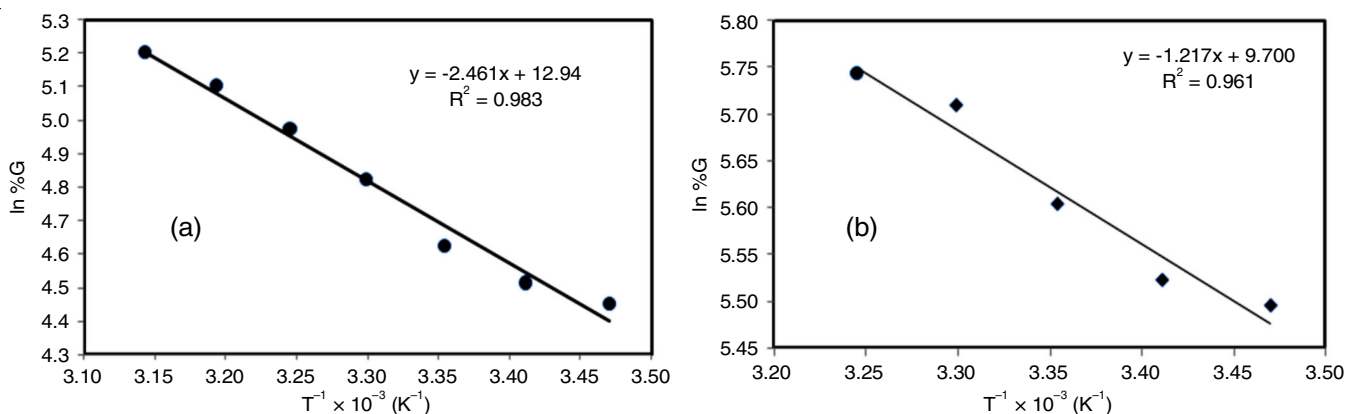 5.3
5.2
5.1
5.0
4.9
4.8
4.7
4.6
4.5
4.4
4.3
ln %G
y = -2.461x + 12.94
R² = 0.983
(a)
3.10 3.15 3.20 3.25 3.30 3.35 3.40 3.45 3.50
T⁻¹ × 10⁻³ (K⁻¹)
5.80
5.75
5.70
5.65
5.60
5.55
5.50
5.45
ln %G
y = -1.217x + 9.700
R² = 0.961
(b)
3.20 3.25 3.30 3.35 3.40 3.45 3.50
T⁻¹ × 10⁻³ (K⁻¹)